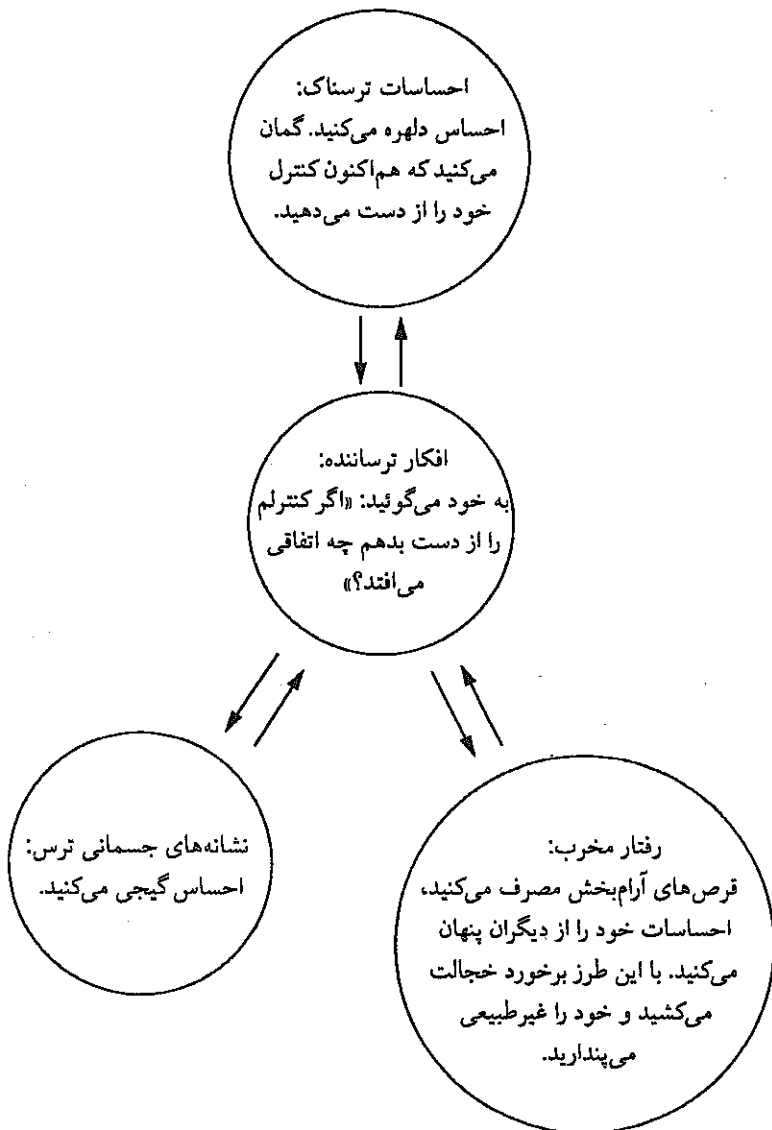 احساسات ترسناک:
احساس دلهره می‌کنید. گمان
می‌کنید که هم‌اکنون کنترل
خود را از دست می‌دهید.
افکار ترساننده:
به خود می‌گوئید: «اگر کنترلم
را از دست بدهم چه اتفاقی
می‌افتد؟»
نشانه‌های جسمانی ترس:
احساس گیجی می‌کنید.
رفتار مخرب:
قرص‌های آرام‌بخش مصرف می‌کنید،
احساسات خود را از دیگران پنهان
می‌کنید. با این طرز برخورد خجالت
می‌کشید و خود را غیرطبیعی
می‌پندارید.